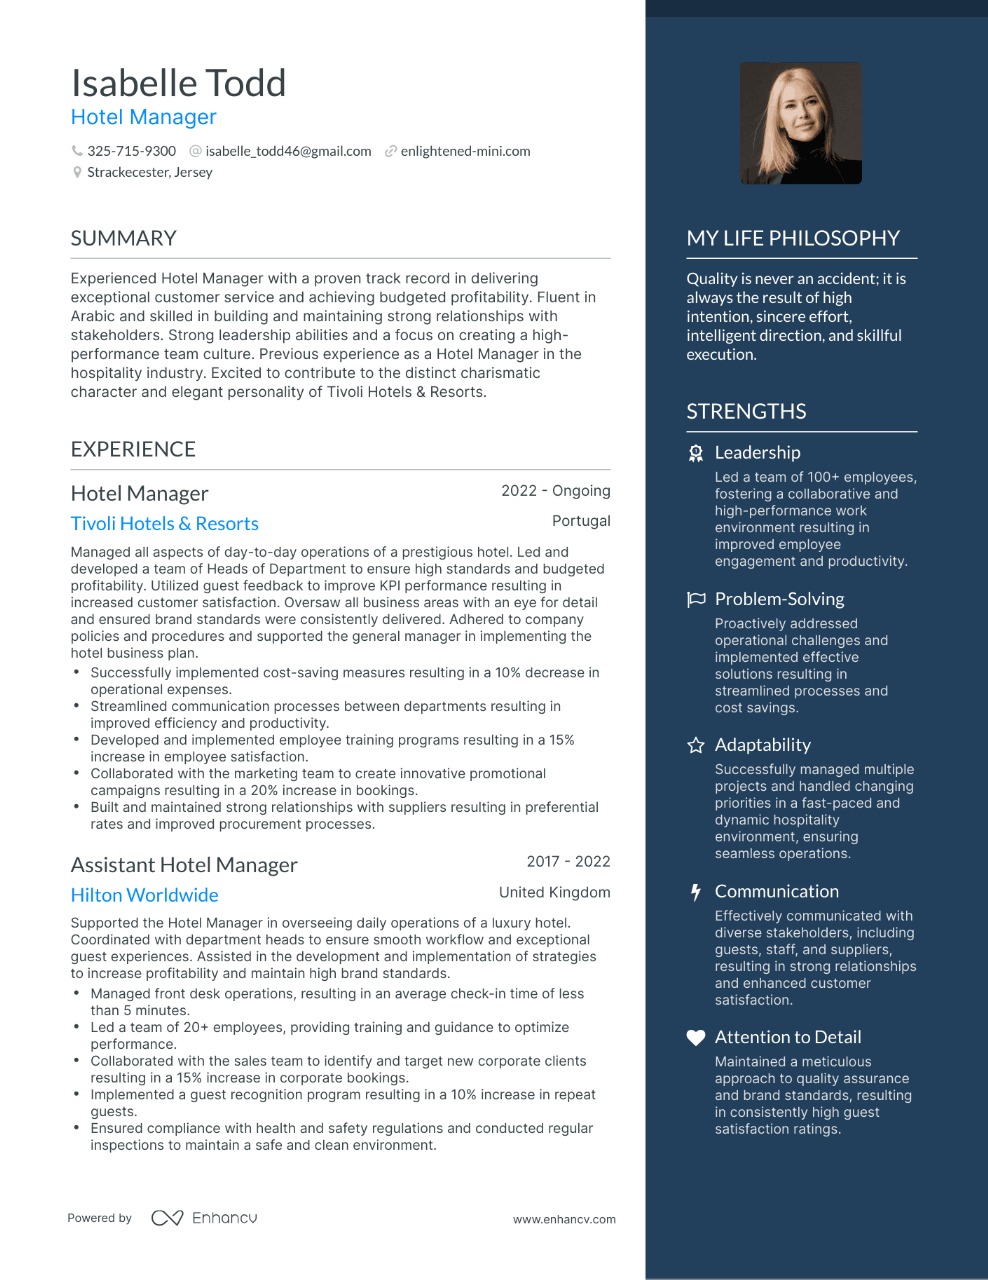 Isabelle Todd
Hotel Manager
325-715-9300 isabelle_todd46@gmail.com enlightened-mini.com
Strackecester, Jersey
SUMMARY
Experienced Hotel Manager with a proven track record in delivering
exceptional customer service and achieving budgeted profitability. Fluent in
Arabic and skilled in building and maintaining strong relationships with
stakeholders. Strong leadership abilities and a focus on creating a high-
performance team culture. Previous experience as a Hotel Manager in the
hospitality industry. Excited to contribute to the distinct charismatic
character and elegant personality of Tivoli Hotels & Resorts.
EXPERIENCE
Hotel Manager 2022 - Ongoing
Tivoli Hotels & Resorts Portugal
Managed all aspects of day-to-day operations of a prestigious hotel. Led and
developed a team of Heads of Department to ensure high standards and budgeted
profitability. Utilized guest feedback to improve KPI performance resulting in
increased customer satisfaction. Oversaw all business areas with an eye for detail
and ensured brand standards were consistently delivered. Adhered to company
policies and procedures and supported the general manager in implementing the
hotel business plan.
• Successfully implemented cost-saving measures resulting in a 10% decrease in
operational expenses.
• Streamlined communication processes between departments resulting in
improved efficiency and productivity.
• Developed and implemented employee training programs resulting in a 15%
increase in employee satisfaction.
• Collaborated with the marketing team to create innovative promotional
campaigns resulting in a 20% increase in bookings.
• Built and maintained strong relationships with suppliers resulting in preferential
rates and improved procurement processes.
Assistant Hotel Manager 2017 - 2022
Hilton Worldwide United Kingdom
Supported the Hotel Manager in overseeing daily operations of a luxury hotel.
Coordinated with department heads to ensure smooth workflow and exceptional
guest experiences. Assisted in the development and implementation of strategies
to increase profitability and maintain high brand standards.
• Managed front desk operations, resulting in an average check-in time of less
than 5 minutes.
• Led a team of 20+ employees, providing training and guidance to optimize
performance.
• Collaborated with the sales team to identify and target new corporate clients
resulting in a 15% increase in corporate bookings.
• Implemented a guest recognition program resulting in a 10% increase in repeat
guests.
• Ensured compliance with health and safety regulations and conducted regular
inspections to maintain a safe and clean environment.
MY LIFE PHILOSOPHY
Quality is never an accident; it is
always the result of high
intention, sincere effort,
intelligent direction, and skillful
execution.
STRENGTHS
Leadership
Led a team of 100+ employees,
fostering a collaborative and
high-performance work
environment resulting in
improved employee
engagement and productivity.
Problem-Solving
Proactively addressed
operational challenges and
implemented effective
solutions resulting in
streamlined processes and
cost savings.
Adaptability
Successfully managed multiple
projects and handled changing
priorities in a fast-paced and
dynamic hospitality
environment, ensuring
seamless operations.
Communication
Effectively communicated with
diverse stakeholders, including
guests, staff, and suppliers,
resulting in strong relationships
and enhanced customer
satisfaction.
Attention to Detail
Maintained a meticulous
approach to quality assurance
and brand standards, resulting
in consistently high guest
satisfaction ratings.
Powered by Enhancv www.enhancv.com